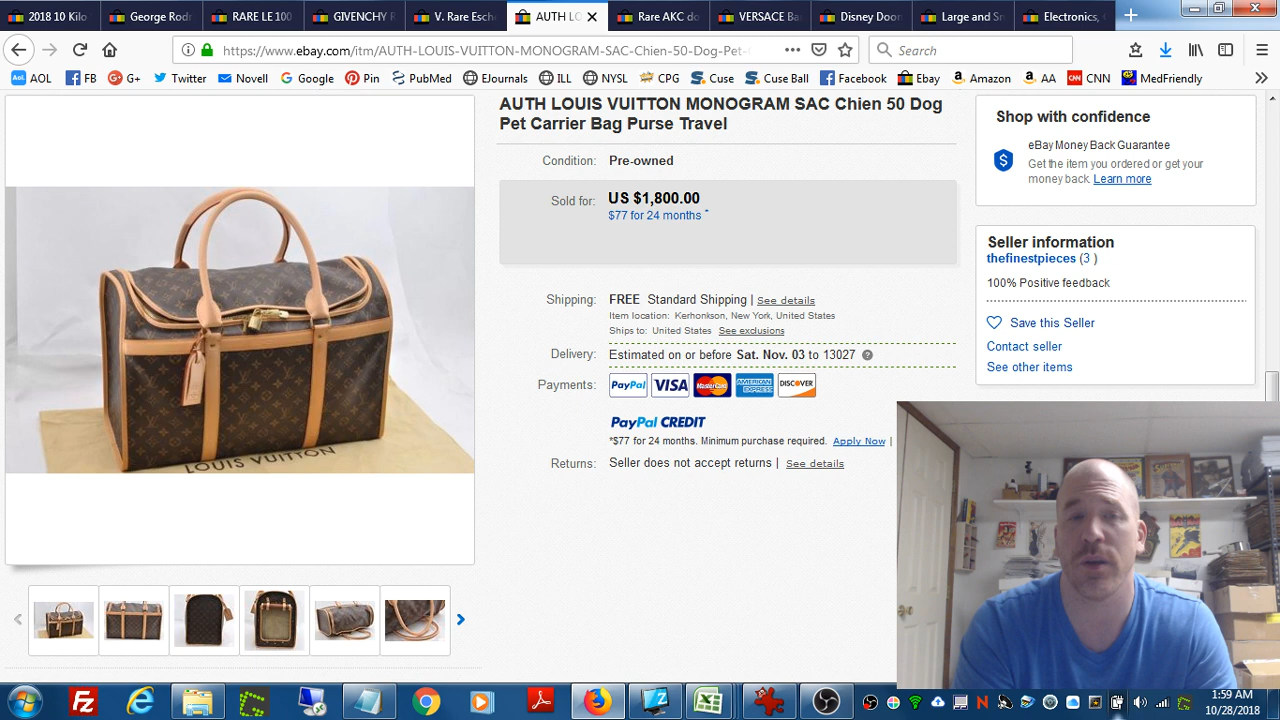 2018 10 Kilo
George Rodr
RARE LE 100
GIVENCHY R
V. Rare Esche
AUTH LO
Rare AKC do
VERSACE Ba
Disney Doon
Large and Sn
Electronics, C
https://www.ebay.com/itm/AUTH-LOUIS-VUITTON-MONOGRAM-SAC-Chien-50-Dog-Pet-C
Search
AOL
FB
G+
Twitter
Novell
Google
Pin
PubMed
EJournals
ILL
NYSL
CPG
Cuse
Cuse Ball
Facebook
Ebay
Amazon
AA
CNN
MedFriendly
AUTH LOUIS VUITTON MONOGRAM SAC Chien 50 Dog
Pet Carrier Bag Purse Travel
Condition: Pre-owned
Sold for: US $1,800.00
$77 for 24 months *
Shipping: FREE Standard Shipping | See details
Item location: Kerhonkson, New York, United States
Ships to: United States See exclusions
Delivery: Estimated on or before Sat. Nov. 03 to 13027
Payments: PayPal VISA MasterCard AMERICAN EXPRESS DISCOVER
PayPal CREDIT
*$77 for 24 months. Minimum purchase required. Apply Now |
Returns: Seller does not accept returns | See details
Shop with confidence
eBay Money Back Guarantee
Get the item you ordered or get your
money back. Learn more
Seller information
thefinestpieces (3 )
100% Positive feedback
Save this Seller
Contact seller
See other items
LOUIS VUITTON
1:59 AM
10/28/2018